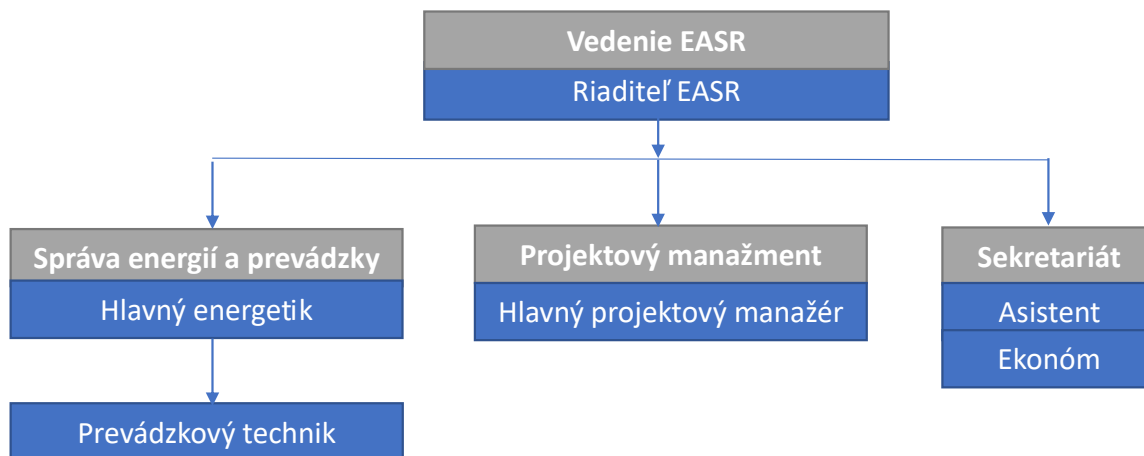 Vedenie EASR
Riaditeľ EASR
Správa energií a prevádzky
Hlavný energetik
Prevádzkový technik
Projektový manažment
Hlavný projektový manažér
Sekretariát
Asistent
Ekonóm